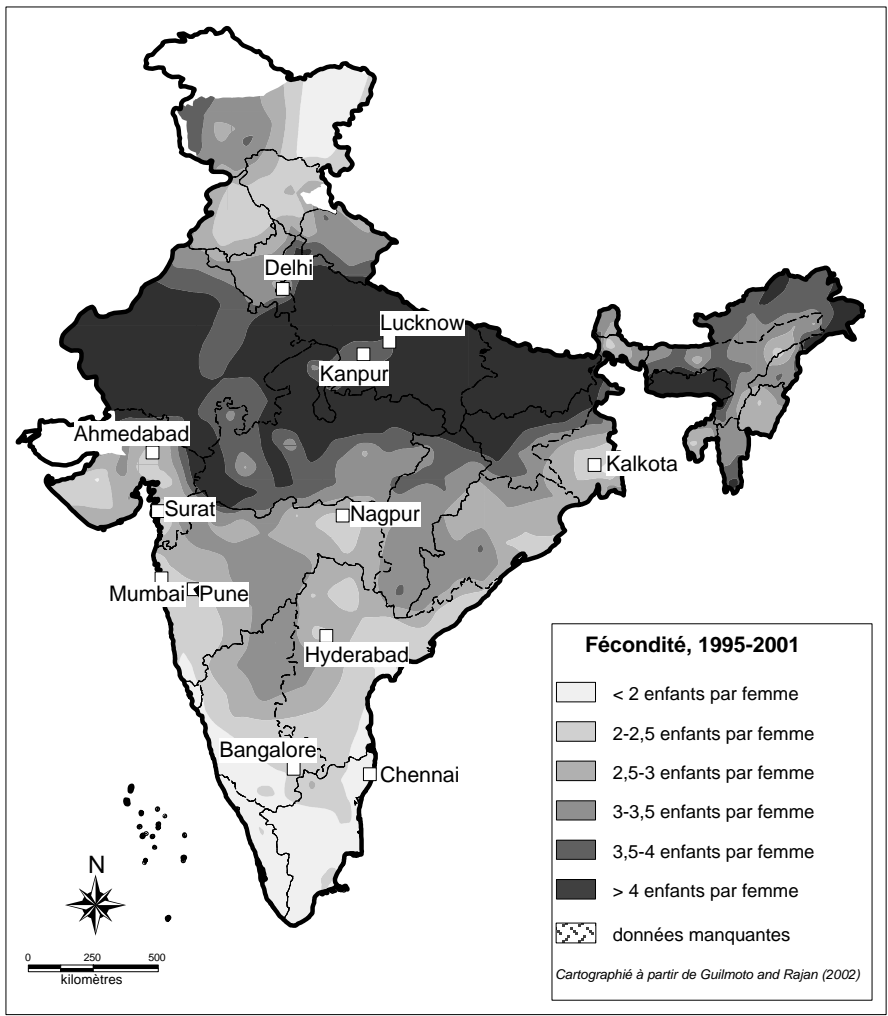 Delhi
Lucknow
Kanpur
Ahmedabad
Kalkota
Surat
Nagpur
Mumbai
Pune
Hyderabad
Bangalore
Chennai
N
0 250 500
kilomètres
Fécondité, 1995-2001
< 2 enfants par femme
2-2,5 enfants par femme
2,5-3 enfants par femme
3-3,5 enfants par femme
3,5-4 enfants par femme
> 4 enfants par femme
données manquantes
Cartographié à partir de Guilmoto and Rajan (2002)